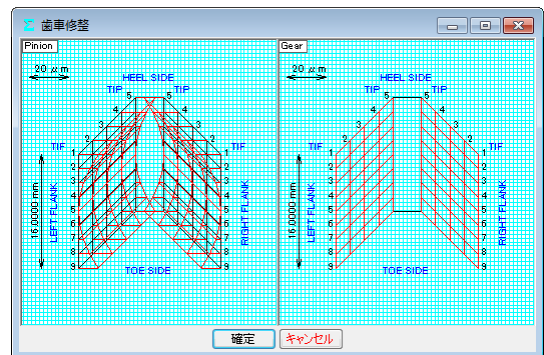 Σ 歯車修整
Pinion
20 μm
HEEL SIDE
TIP 5 5 TIP
4 4
3 3
2 2
TIF 1 1 TIF
2 2
3 3
4 4
5 5
6 6
7 7
8 8
9 9
16.0000 mm
LEFT FLANK
RIGHT FLANK
TOE SIDE
Gear
20 μm
HEEL SIDE
TIP 5 5 TIP
4 4
3 3
2 2
TIF 1 1 TIF
2 2
3 3
4 4
5 5
6 6
7 7
8 8
9 9
16.0000 mm
LEFT FLANK
RIGHT FLANK
TOE SIDE
確定
キャンセル